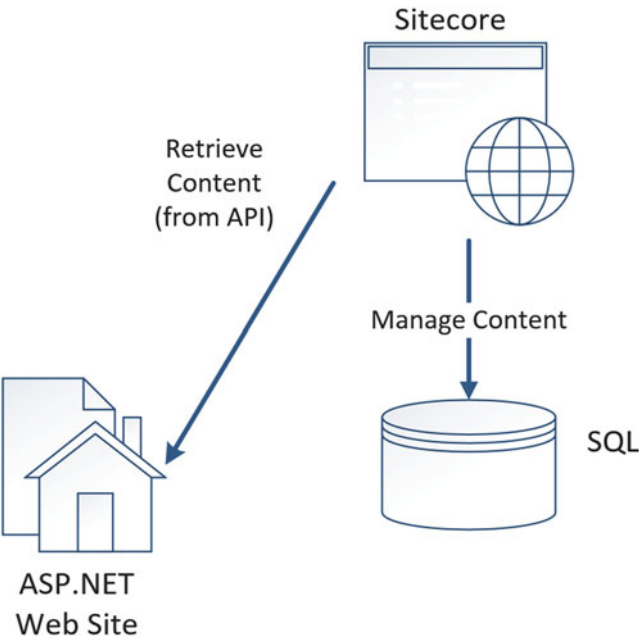 Sitecore
Retrieve
Content
(from API)
Manage Content
SQL
ASP.NET
Web Site